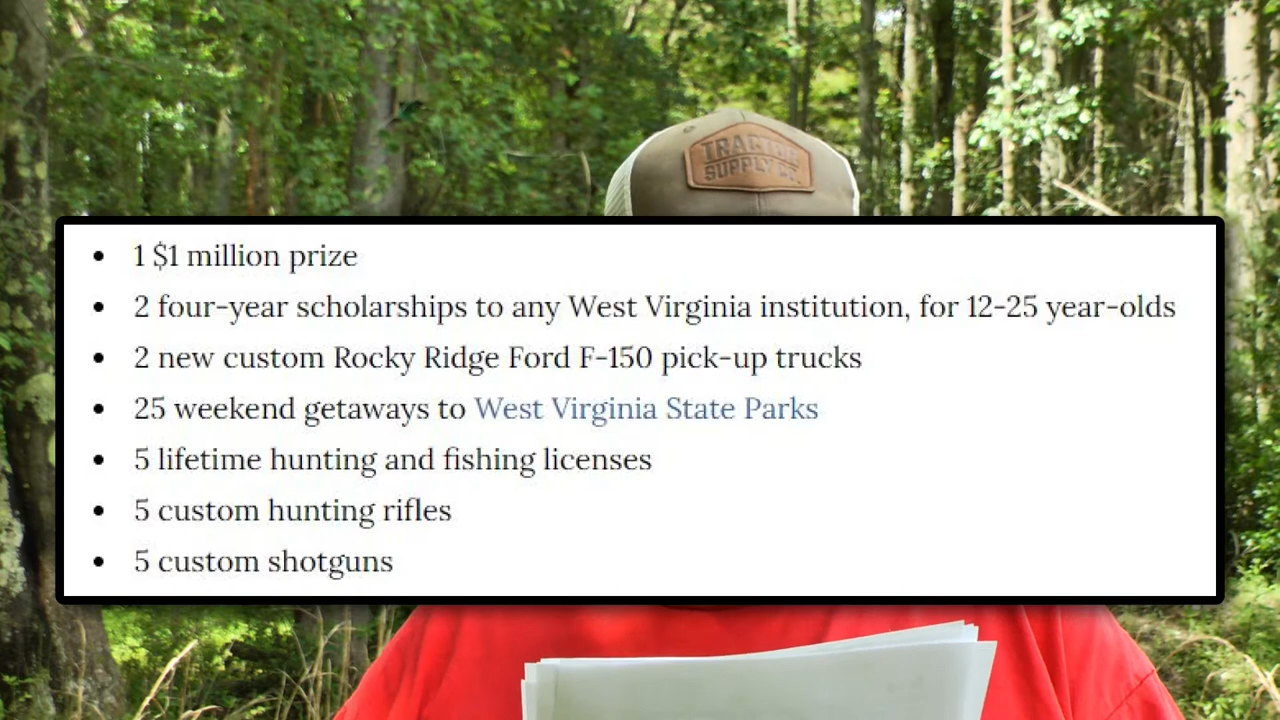 TRACTOR
SUPPLY CO.
• 1 $1 million prize
• 2 four-year scholarships to any West Virginia institution, for 12-25 year-olds
• 2 new custom Rocky Ridge Ford F-150 pick-up trucks
• 25 weekend getaways to West Virginia State Parks
• 5 lifetime hunting and fishing licenses
• 5 custom hunting rifles
• 5 custom shotguns